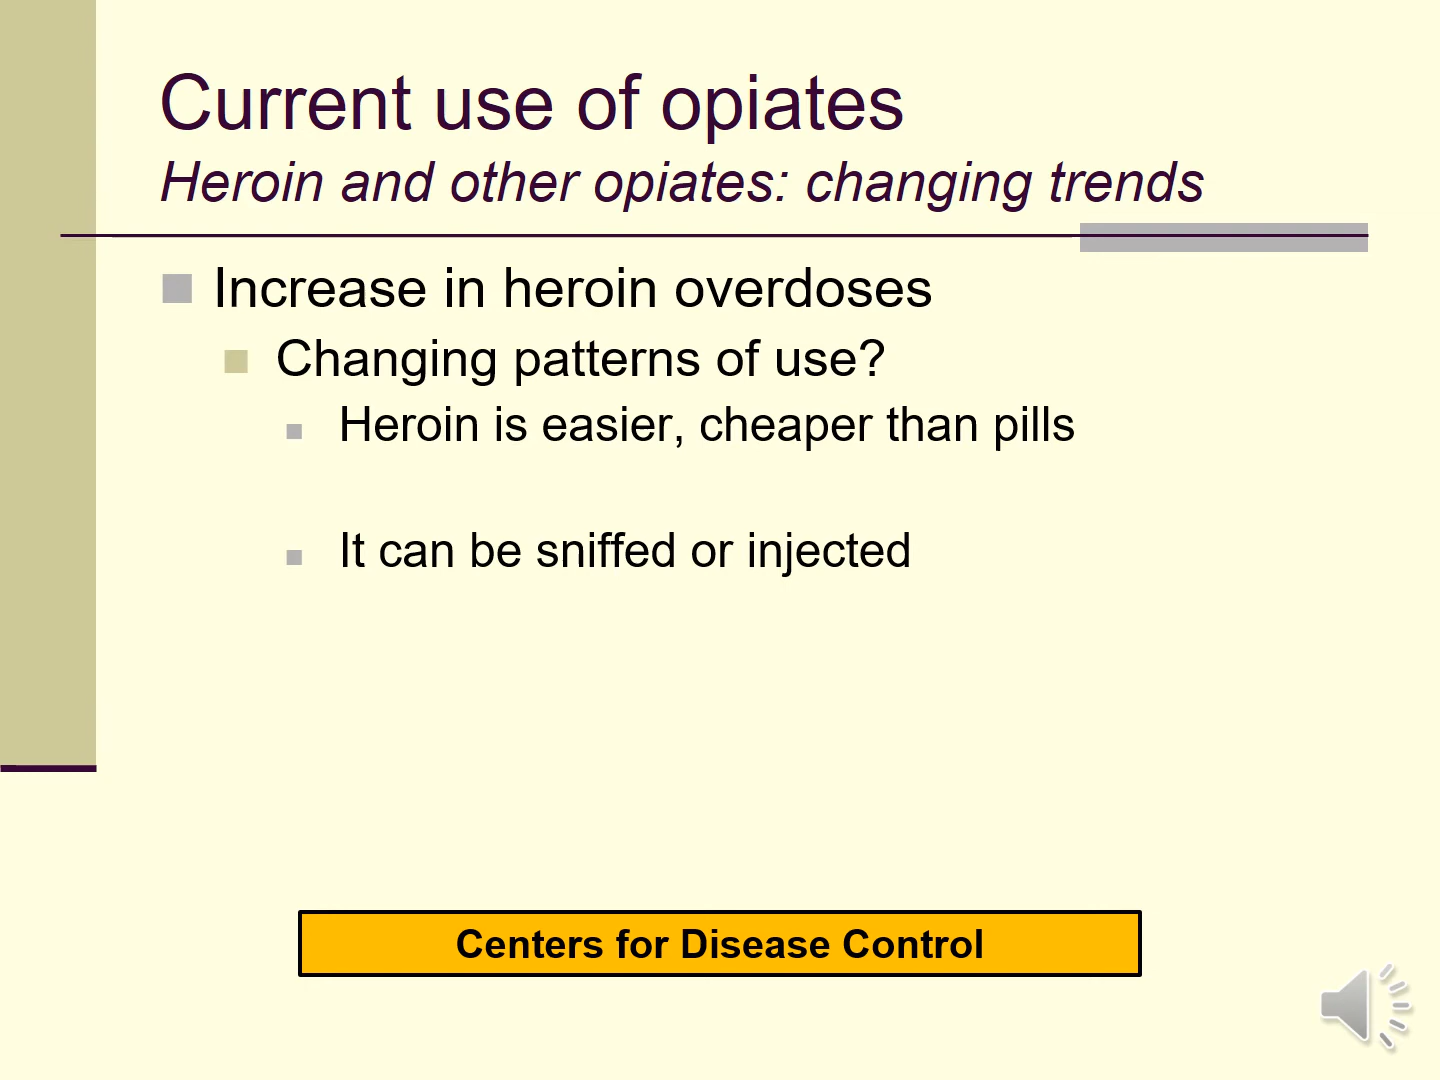 Current use of opiates
Heroin and other opiates: changing trends
Increase in heroin overdoses
Changing patterns of use?
Heroin is easier, cheaper than pills
It can be sniffed or injected
Centers for Disease Control